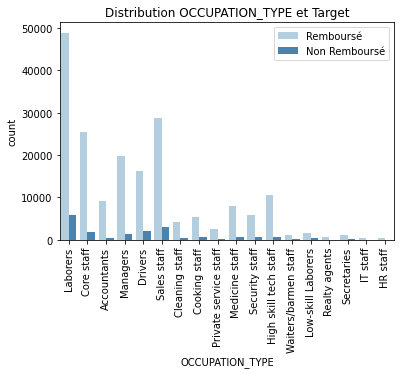 Distribution OCCUPATION_TYPE et Target
Remboursé
Non Remboursé
count
50000
40000
30000
20000
10000
0
Laborers
Core staff
Accountants
Managers
Drivers
Sales staff
Cleaning staff
Cooking staff
Private service staff
Medicine staff
Security staff
High skill tech staff
Waiters/barmen staff
Low-skill Laborers
Realty agents
Secretaries
IT staff
HR staff
OCCUPATION_TYPE